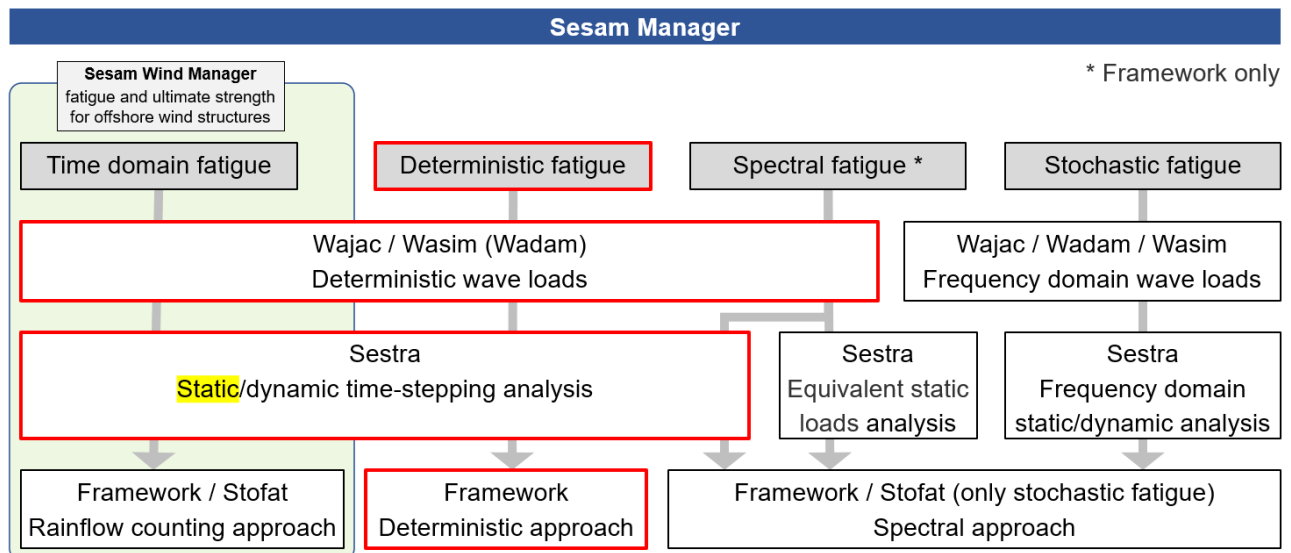 Sesam Manager
Sesam Wind Manager
fatigue and ultimate strength
for offshore wind structures
* Framework only
Time domain fatigue
Deterministic fatigue
Spectral fatigue *
Stochastic fatigue
Wajac / Wasim (Wadam)
Deterministic wave loads
Wajac / Wadam / Wasim
Frequency domain wave loads
Sestra
Static/dynamic time-stepping analysis
Sestra
Equivalent static
loads analysis
Sestra
Frequency domain
static/dynamic analysis
Framework / Stofat
Rainflow counting approach
Framework
Deterministic approach
Framework / Stofat (only stochastic fatigue)
Spectral approach